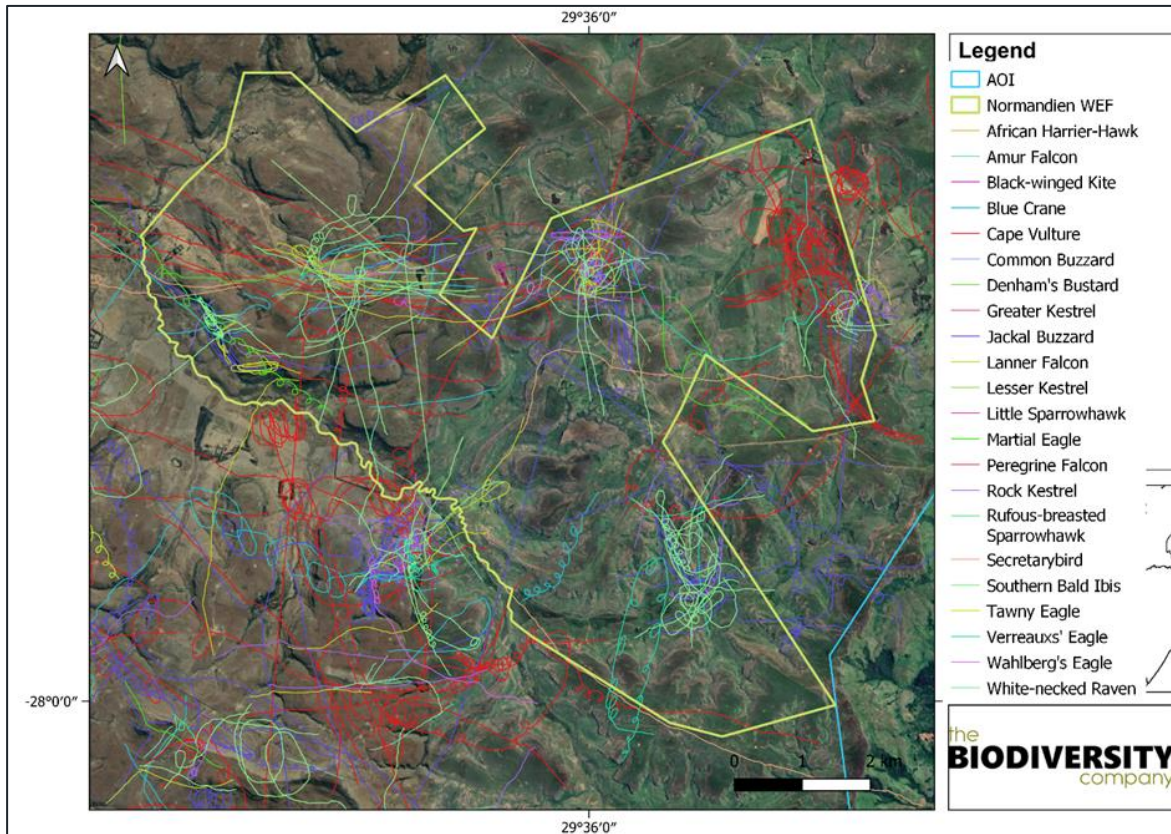 29°36'0"
Legend
AOI
Normandien WEF
African Harrier-Hawk
Amur Falcon
Black-winged Kite
Blue Crane
Cape Vulture
Common Buzzard
Denham's Bustard
Greater Kestrel
Jackal Buzzard
Lanner Falcon
Lesser Kestrel
Little Sparrowhawk
Martial Eagle
Peregrine Falcon
Rock Kestrel
Rufous-breasted
Sparrowhawk
Secretarybird
Southern Bald Ibis
Tawny Eagle
Verreauxs' Eagle
Wahlberg's Eagle
White-necked Raven
-28°0'0"
0 1 2 km
29°36'0"
the
BIODIVERSITY
company